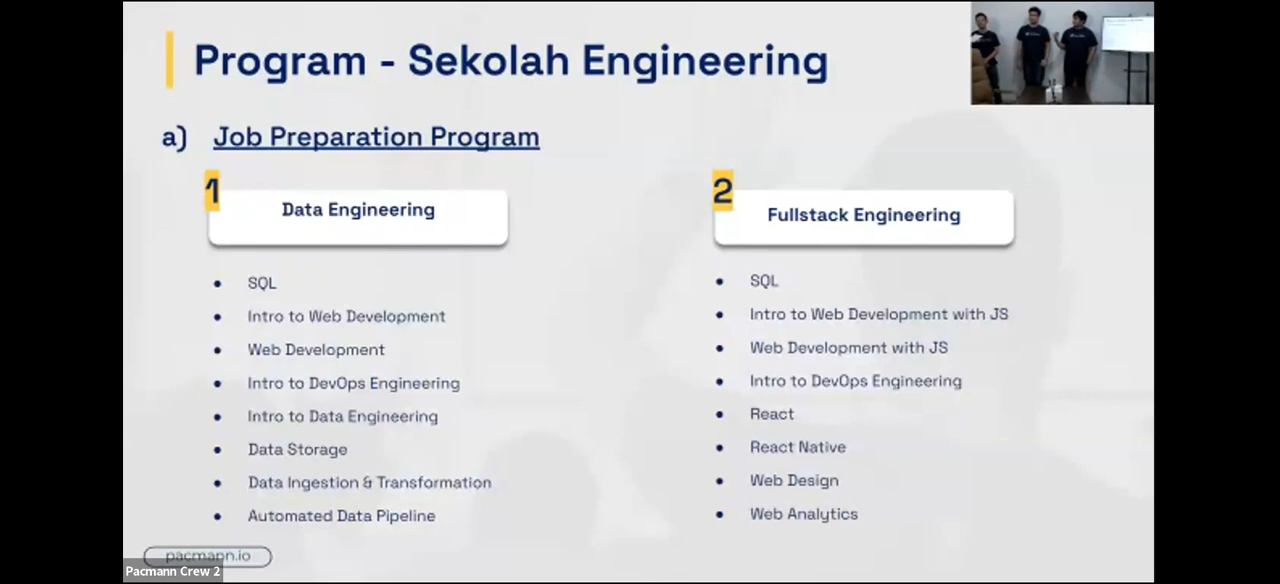 Program - Sekolah Engineering
a) Job Preparation Program
1
Data Engineering
• SQL
• Intro to Web Development
• Web Development
• Intro to DevOps Engineering
• Intro to Data Engineering
• Data Storage
• Data Ingestion & Transformation
• Automated Data Pipeline
2
Fullstack Engineering
• SQL
• Intro to Web Development with JS
• Web Development with JS
• Intro to DevOps Engineering
• React
• React Native
• Web Design
• Web Analytics
pacmann.io
Pacmann Crew 2